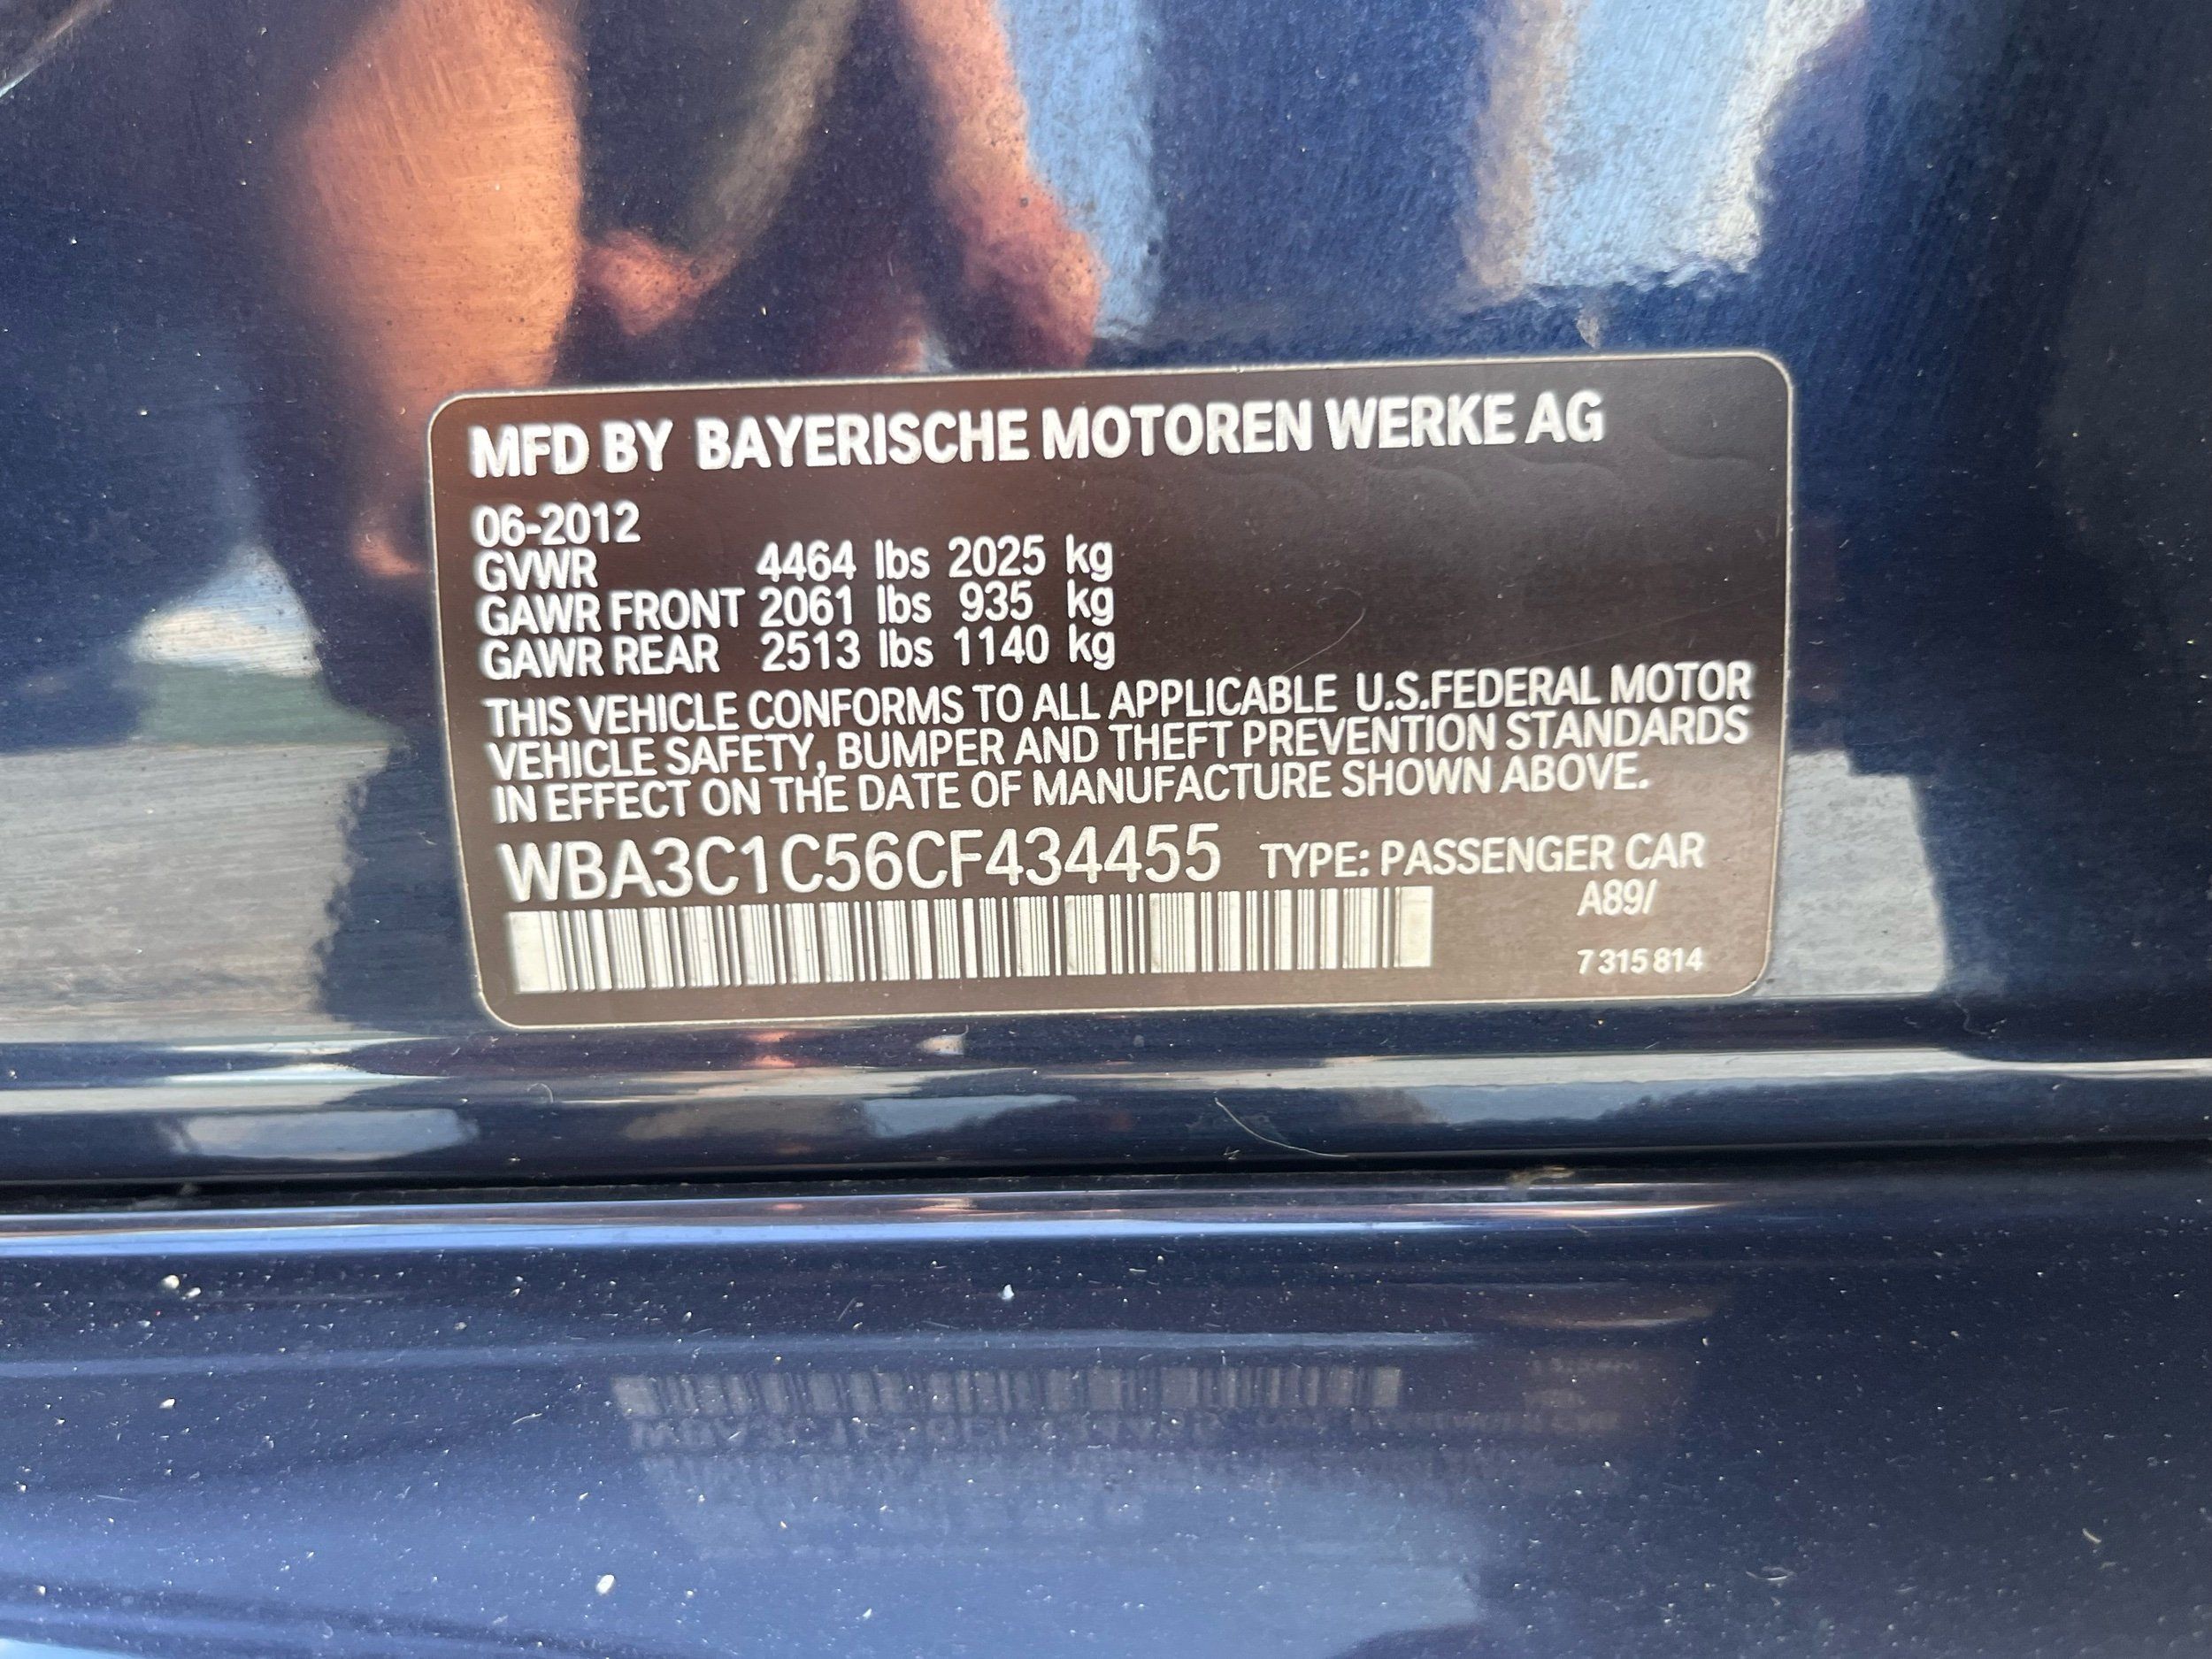 MFD BY BAYERISCHE MOTOREN WERKE AG
06-2012
GVWR 4464 lbs 2025 kg
GAWR FRONT 2061 lbs 935 kg
GAWR REAR 2513 lbs 1140 kg
THIS VEHICLE CONFORMS TO ALL APPLICABLE U.S.FEDERAL MOTOR
VEHICLE SAFETY, BUMPER AND THEFT PREVENTION STANDARDS
IN EFFECT ON THE DATE OF MANUFACTURE SHOWN ABOVE.
WBA3C1C56CF434455 TYPE: PASSENGER CAR
A89/
7 315 814